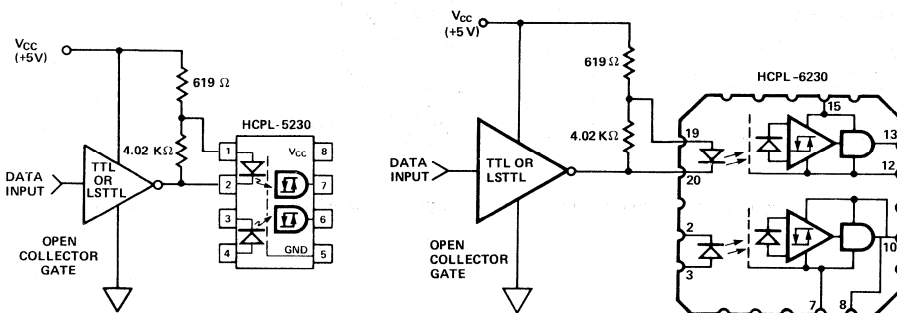 VCC
(+5V)
619 Ω
HCPL-5230
4.02 KΩ
1
VCC
8
DATA
INPUT
TTL
OR
LSTTL
2
7
3
6
4
GND
5
OPEN
COLLECTOR
GATE
VCC
(+5V)
619 Ω
HCPL-6230
15
19
13
4.02 KΩ
DATA
INPUT
TTL OR
LSTTL
20
12
2
10
3
OPEN
COLLECTOR
GATE
7
8